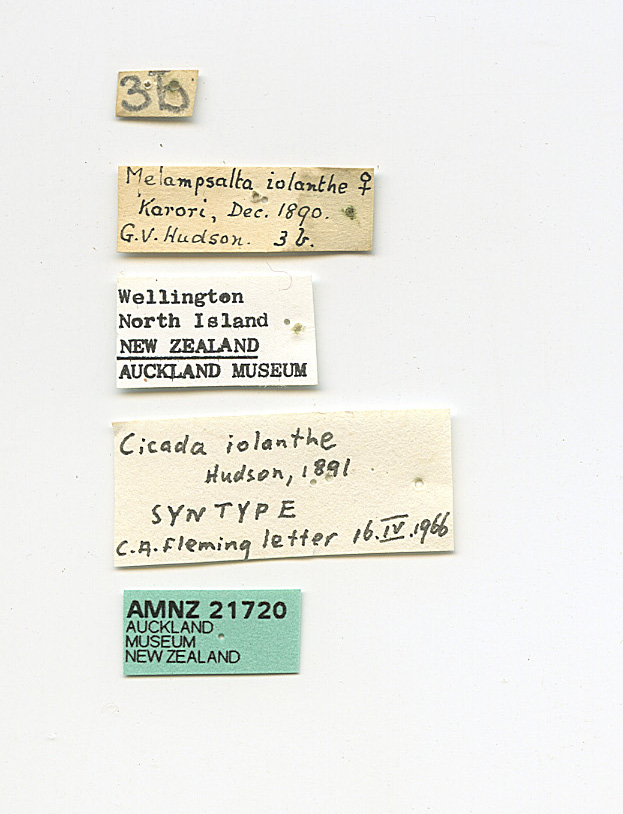 3b
Melampsalta iolanthe ♀
Karori, Dec. 1890.
G.V. Hudson. 3b.
Wellington
North Island
NEW ZEALAND
AUCKLAND MUSEUM
Cicada iolanthe
Hudson, 1891
SYNTYPE
C.A. Fleming letter 16.IV.1966
AMNZ 21720
AUCKLAND
MUSEUM
NEW ZEALAND